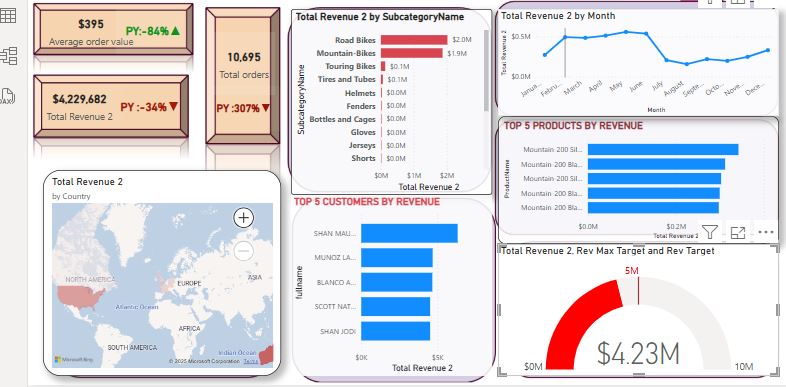 $395
PY:-84%▲
Average order value
$4,229,682
PY :-34%▼
Total Revenue 2
10,695
Total orders
PY :307%▼
Total Revenue 2
by Country
NORTH AMERICA
EUROPE
ASIA
Atlantic Ocean
AFRICA
SOUTH AMERICA
Indian Ocean
Microsoft Bing
© 2025 Microsoft Corporation Terms
Total Revenue 2 by SubcategoryName
SubcategoryName
Road Bikes $2.0M
Mountain-Bikes $1.9M
Touring Bikes $0.1M
Tires and Tubes $0.1M
Helmets $0.0M
Fenders $0.0M
Bottles and Cages $0.0M
Gloves $0.0M
Jerseys $0.0M
Shorts $0.0M
$0M $1M $2M
Total Revenue 2
TOP 5 CUSTOMERS BY REVENUE
fullname
SHAN MAU...
MUNOZ LA...
BLANCO A...
SCOTT NAT...
SHAN JODI
$0K $5K
Total Revenue 2
Total Revenue 2 by Month
Total Revenue 2
$0.5M
$0.0M
Janua... Febru... March April May June July August Septe... Octo... Nove... Dece...
Month
TOP 5 PRODUCTS BY REVENUE
ProductName
Mountain-200 Sil...
Mountain-200 Bla...
Mountain-200 Sil...
Mountain-200 Bla...
Mountain-200 Bla...
$0.0M $0.2M
Total Revenue 2
Total Revenue 2, Rev Max Target and Rev Target
5M
$4.23M
$0M 10M